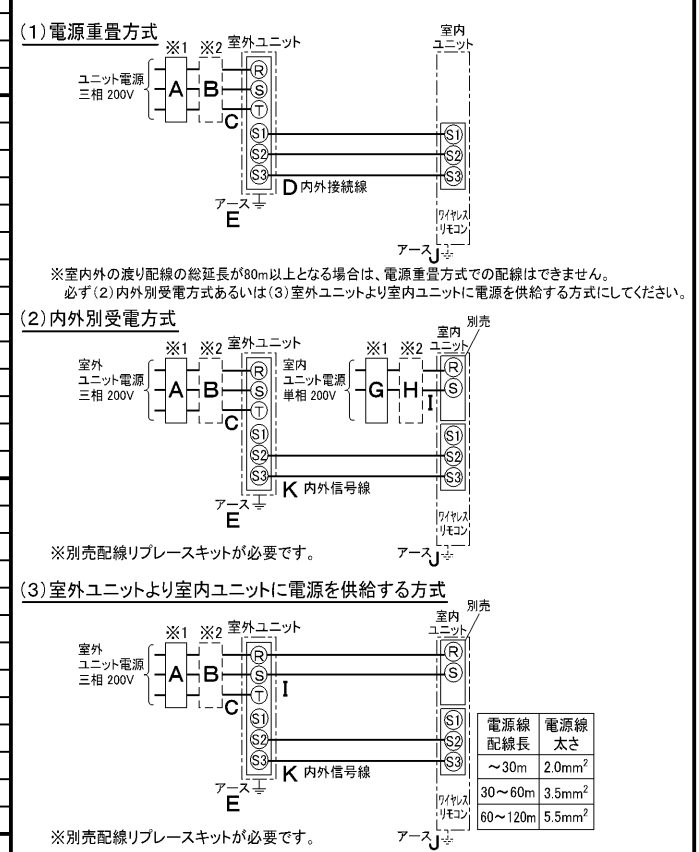 (1)電源重畳方式
※1 ※2 室外ユニット
室内
ユニット
ユニット電源
三相 200V
A B
C
R
S
T
S1 S1
S2 S2
S3 S3
D 内外接続線
アース
E
ワイヤレス
リモコン
アース J
※室内外の渡り配線の総延長が80m以上となる場合は、電源重畳方式での配線はできません。
必ず(2)内外別受電方式あるいは(3)室外ユニットより室内ユニットに電源を供給する方式にしてください。
(2)内外別受電方式
※1 ※2 室外ユニット
※1 ※2
室内
ユニット
別売
室外
ユニット電源
三相 200V
A B
C
R
S
T
室内
ユニット電源
単相 200V
G H
I
R
S
S1 S1
S2 S2
S3 S3
K 内外信号線
アース
E
ワイヤレス
リモコン
アース J
※別売配線リプレースキットが必要です。
(3)室外ユニットより室内ユニットに電源を供給する方式
※1 ※2 室外ユニット
室内
ユニット
別売
室外
ユニット電源
三相 200V
A B
C
R R
S S
T
I
S1 S1
S2 S2
S3 S3
K 内外信号線
アース
E
ワイヤレス
リモコン
アース J
※別売配線リプレースキットが必要です。
電源線 電源線
配線長 太さ
～30m 2.0mm²
30～60m 3.5mm²
60～120m 5.5mm²